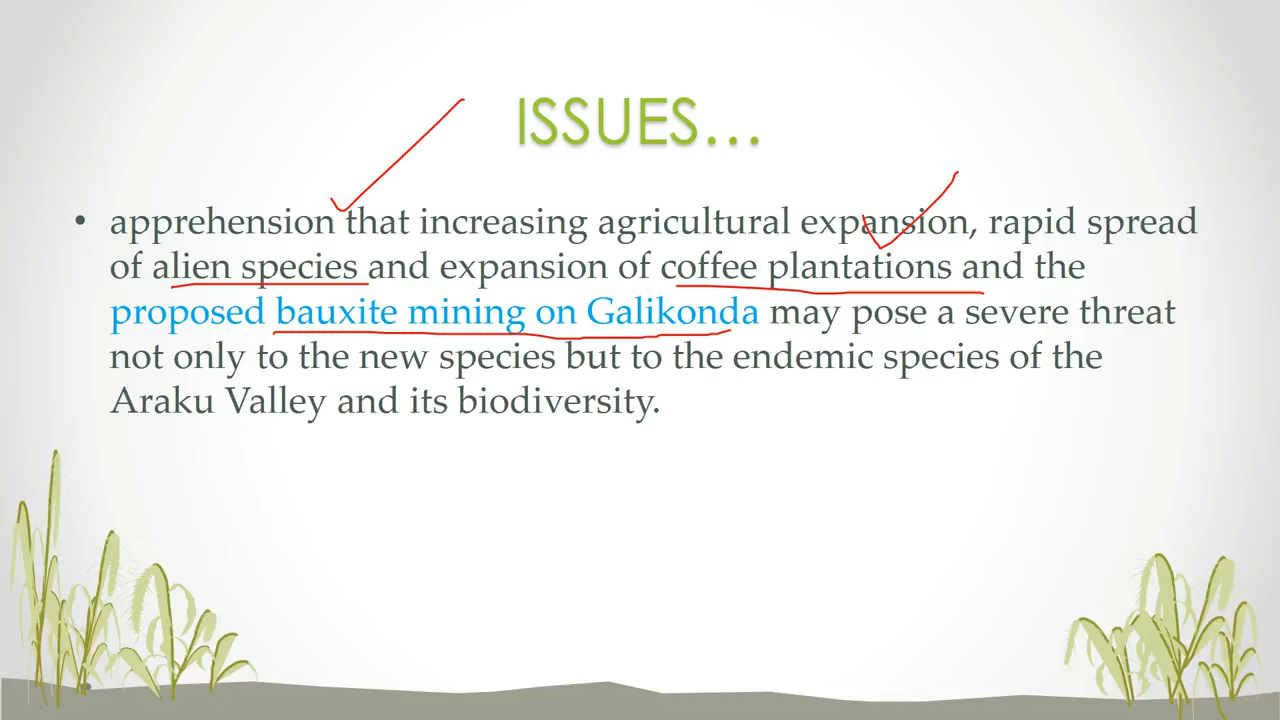 ISSUES...
• apprehension that increasing agricultural expansion, rapid spread
of alien species and expansion of coffee plantations and the
proposed bauxite mining on Galikonda may pose a severe threat
not only to the new species but to the endemic species of the
Araku Valley and its biodiversity.